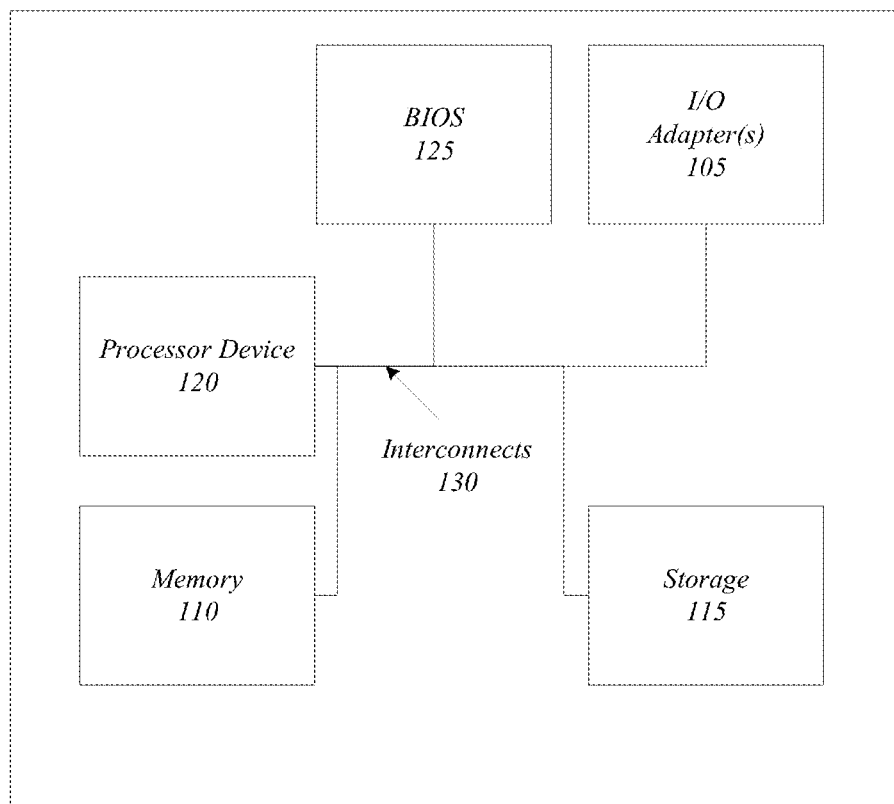 BIOS
125
I/O
Adapter(s)
105
Processor Device
120
Interconnects
130
Memory
110
Storage
115